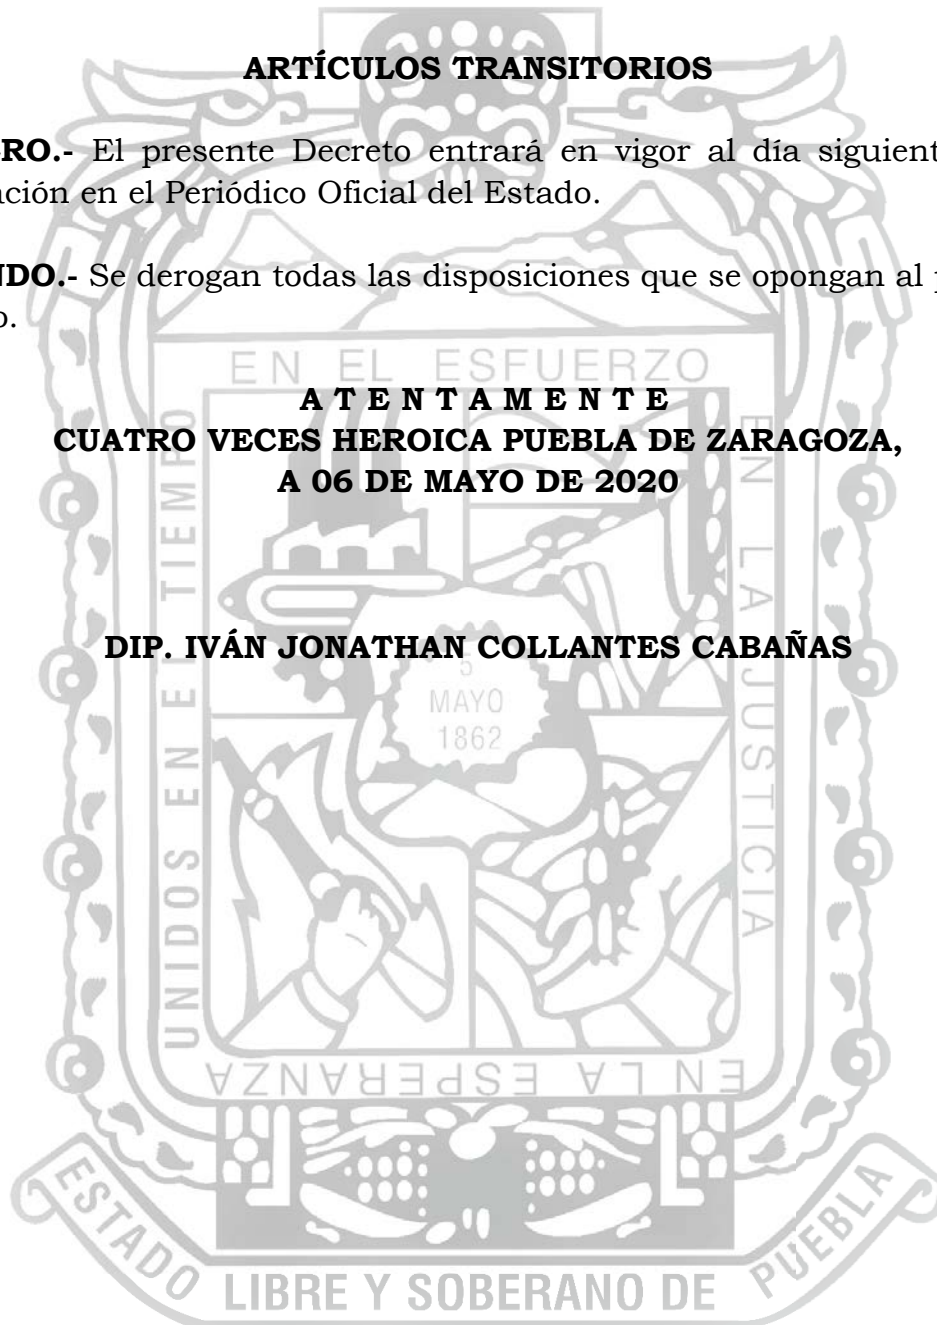 ARTÍCULOS TRANSITORIOS
RO.- El presente Decreto entrará en vigor al día siguient
ación en el Periódico Oficial del Estado.
NDO.- Se derogan todas las disposiciones que se opongan al p
o.
A T E N T A M E N T E
CUATRO VECES HEROICA PUEBLA DE ZARAGOZA,
A 06 DE MAYO DE 2020
DIP. IVÁN JONATHAN COLLANTES CABAÑAS
UNIDOS EN EL TIEMPO
EN EL ESFUERZO
EN LA JUSTICIA
EN LA ESPERANZA
5
MAYO
1862
ESTADO LIBRE Y SOBERANO DE PUEBLA